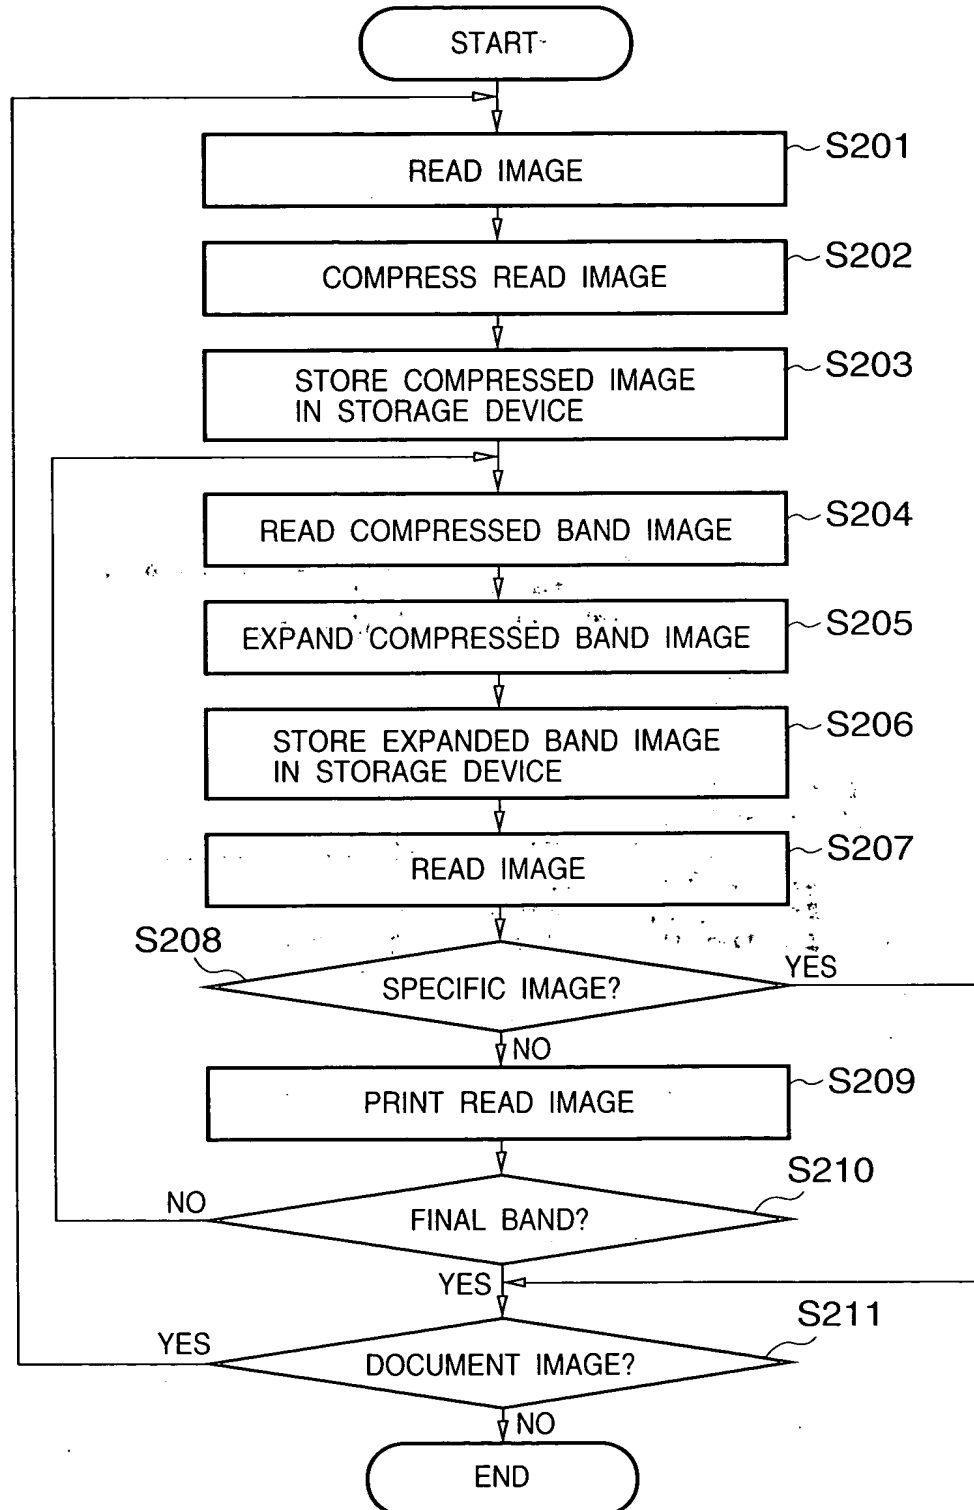 START
READ IMAGE
S201
COMPRESS READ IMAGE
S202
STORE COMPRESSED IMAGE
IN STORAGE DEVICE
S203
READ COMPRESSED BAND IMAGE
S204
EXPAND COMPRESSED BAND IMAGE
S205
STORE EXPANDED BAND IMAGE
IN STORAGE DEVICE
S206
READ IMAGE
S207
S208
SPECIFIC IMAGE?
YES
NO
PRINT READ IMAGE
S209
S210
NO
FINAL BAND?
YES
S211
YES
DOCUMENT IMAGE?
NO
END